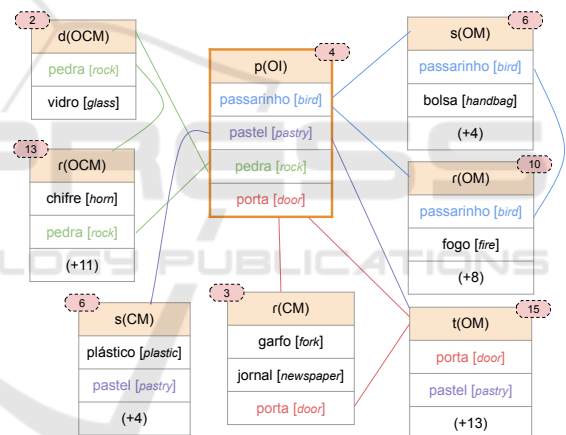 2
d(OCM)
pedra [rock]
vidro [glass]
13
r(OCM)
chifre [horn]
pedra [rock]
(+11)
6
s(CM)
plástico [plastic]
pastel [pastry]
(+4)
4
p(OI)
passarinho [bird]
pastel [pastry]
pedra [rock]
porta [door]
3
r(CM)
garfo [fork]
jornal [newspaper]
porta [door]
6
s(OM)
passarinho [bird]
bolsa [handbag]
(+4)
10
r(OM)
passarinho [bird]
fogo [fire]
(+8)
15
t(OM)
porta [door]
pastel [pastry]
(+13)
PUBLICATIONS